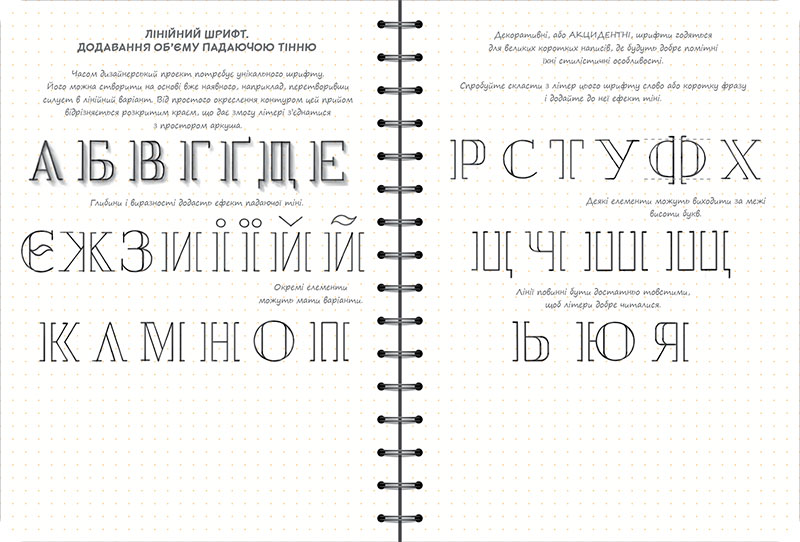 ЛІНІЙНИЙ ШРИФТ.
ДОДАВАННЯ ОБ'ЄМУ ПАДАЮЧОЮ ТІННЮ
Часом дизайнерський проєкт потребує унікального шрифту.
Його можна створити на основі вже наявного, наприклад, перетворивши
силует в лінійний варіант. Від простого окреслення контуром цей прийом
відрізняється розкритим краєм, що дає змогу літері з'єднатися
з простором аркуша.
А Б В Г Ґ Д Е
Глибини і виразності додасть ефект падаючої тіні.
Є Ж З И І Ї Й Й
Окремі елементи
можуть мати варіанти.
К Л М Н О П
Декоративні, або АКЦИДЕНТНІ, шрифти годяться
для великих коротких написів, де будуть добре помітні
їхні стилістичні особливості.
Спробуйте скласти з літер цього шрифту слово або коротку фразу
і додайте до неї ефект тіні.
Р С Т У Ф Х
Деякі елементи можуть виходити за межі
висоти букв.
Ц Ч Ш Щ
Лінії повинні бути достатньо товстими,
щоб літери добре читалися.
Ь Ю Я